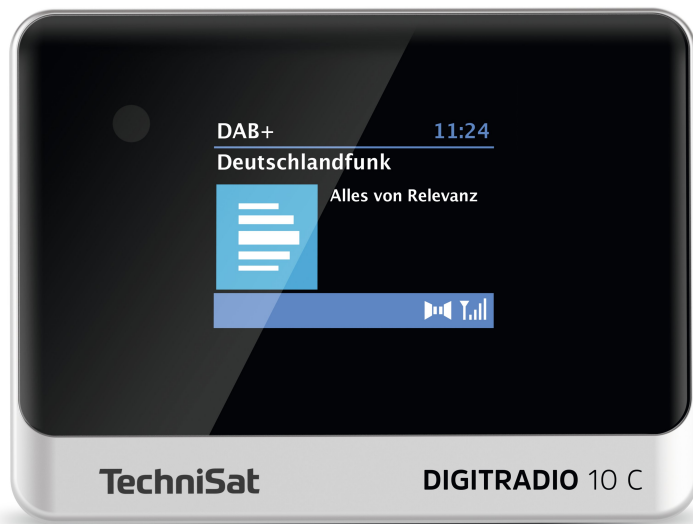 DAB+ 11:24
Deutschlandfunk
Alles von Relevanz
TechniSat DIGITRADIO 10 C